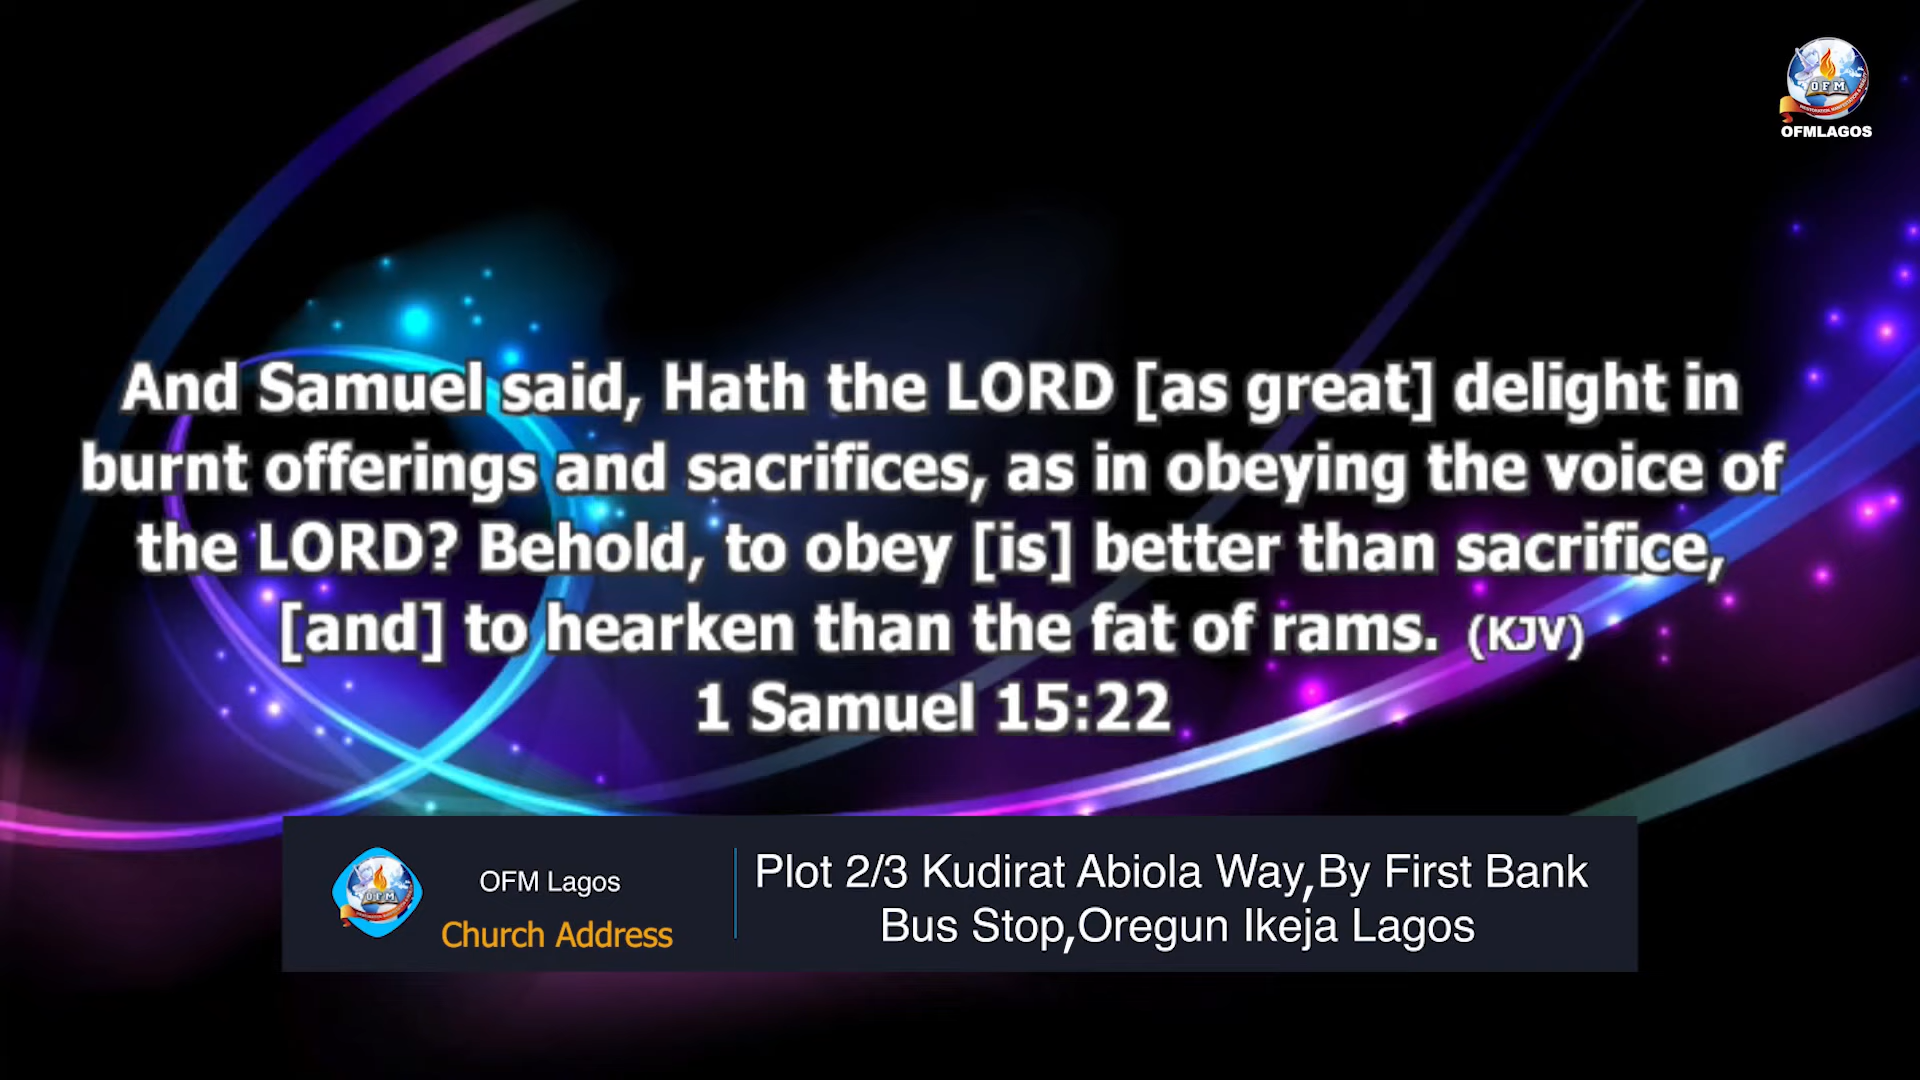 OFM
OFMLAGOS
And Samuel said, Hath the LORD [as great] delight in
burnt offerings and sacrifices, as in obeying the voice of
the LORD? Behold, to obey [is] better than sacrifice,
[and] to hearken than the fat of rams. (KJV)
1 Samuel 15:22
OFM
OFM Lagos
Church Address
Plot 2/3 Kudirat Abiola Way,By First Bank
Bus Stop,Oregun Ikeja Lagos